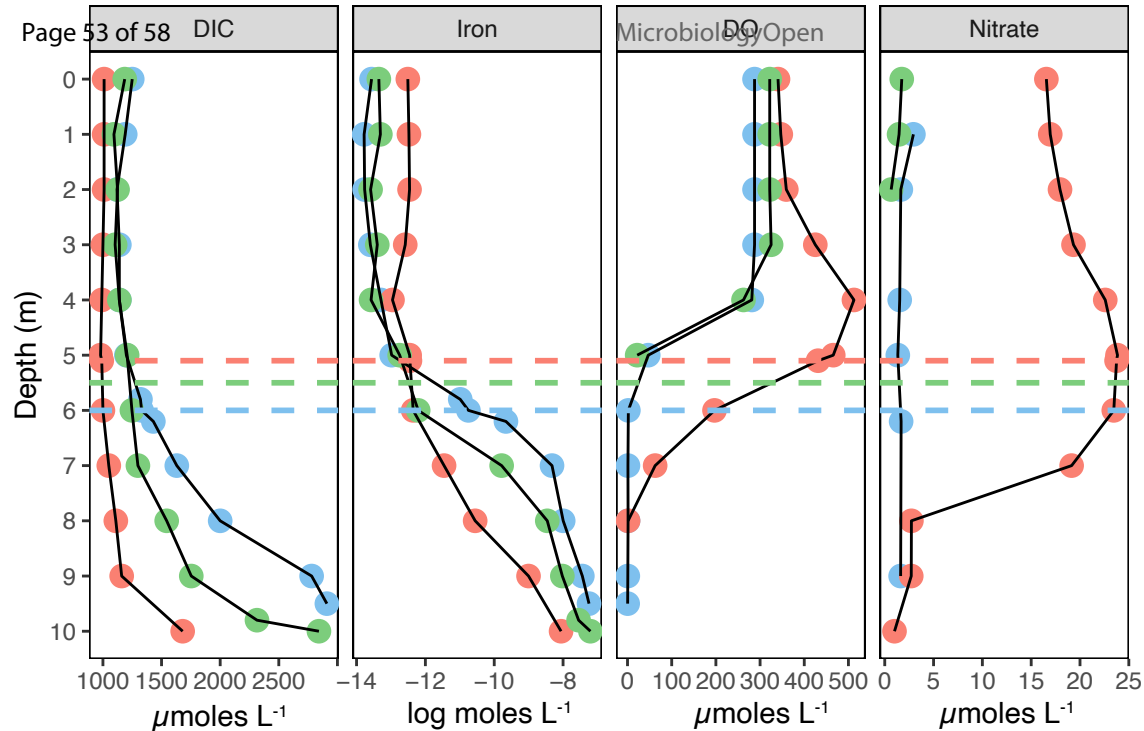 Page 53 of 58
MicrobiologyOpen
DIC
Iron
DO
Nitrate
Depth (m)
0
1
2
3
4
5
6
7
8
9
10
1000 1500 2000 2500
−14 −12 −10 −8
0 100 200 300 400 500
0 5 10 15 20 25
µmoles L⁻¹
log moles L⁻¹
µmoles L⁻¹
µmoles L⁻¹